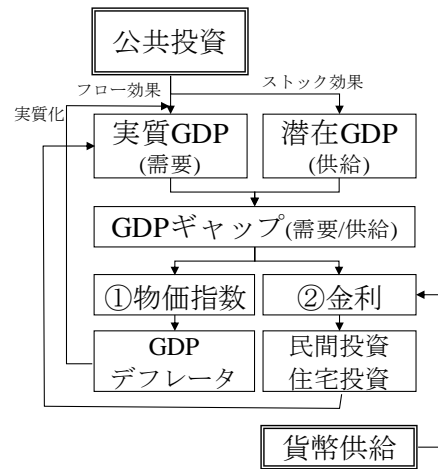 公共投資
フロー効果
ストック効果
実質化
実質GDP
(需要)
潜在GDP
(供給)
GDPギャップ(需要/供給)
①物価指数
②金利
GDP
デフレータ
民間投資
住宅投資
貨幣供給